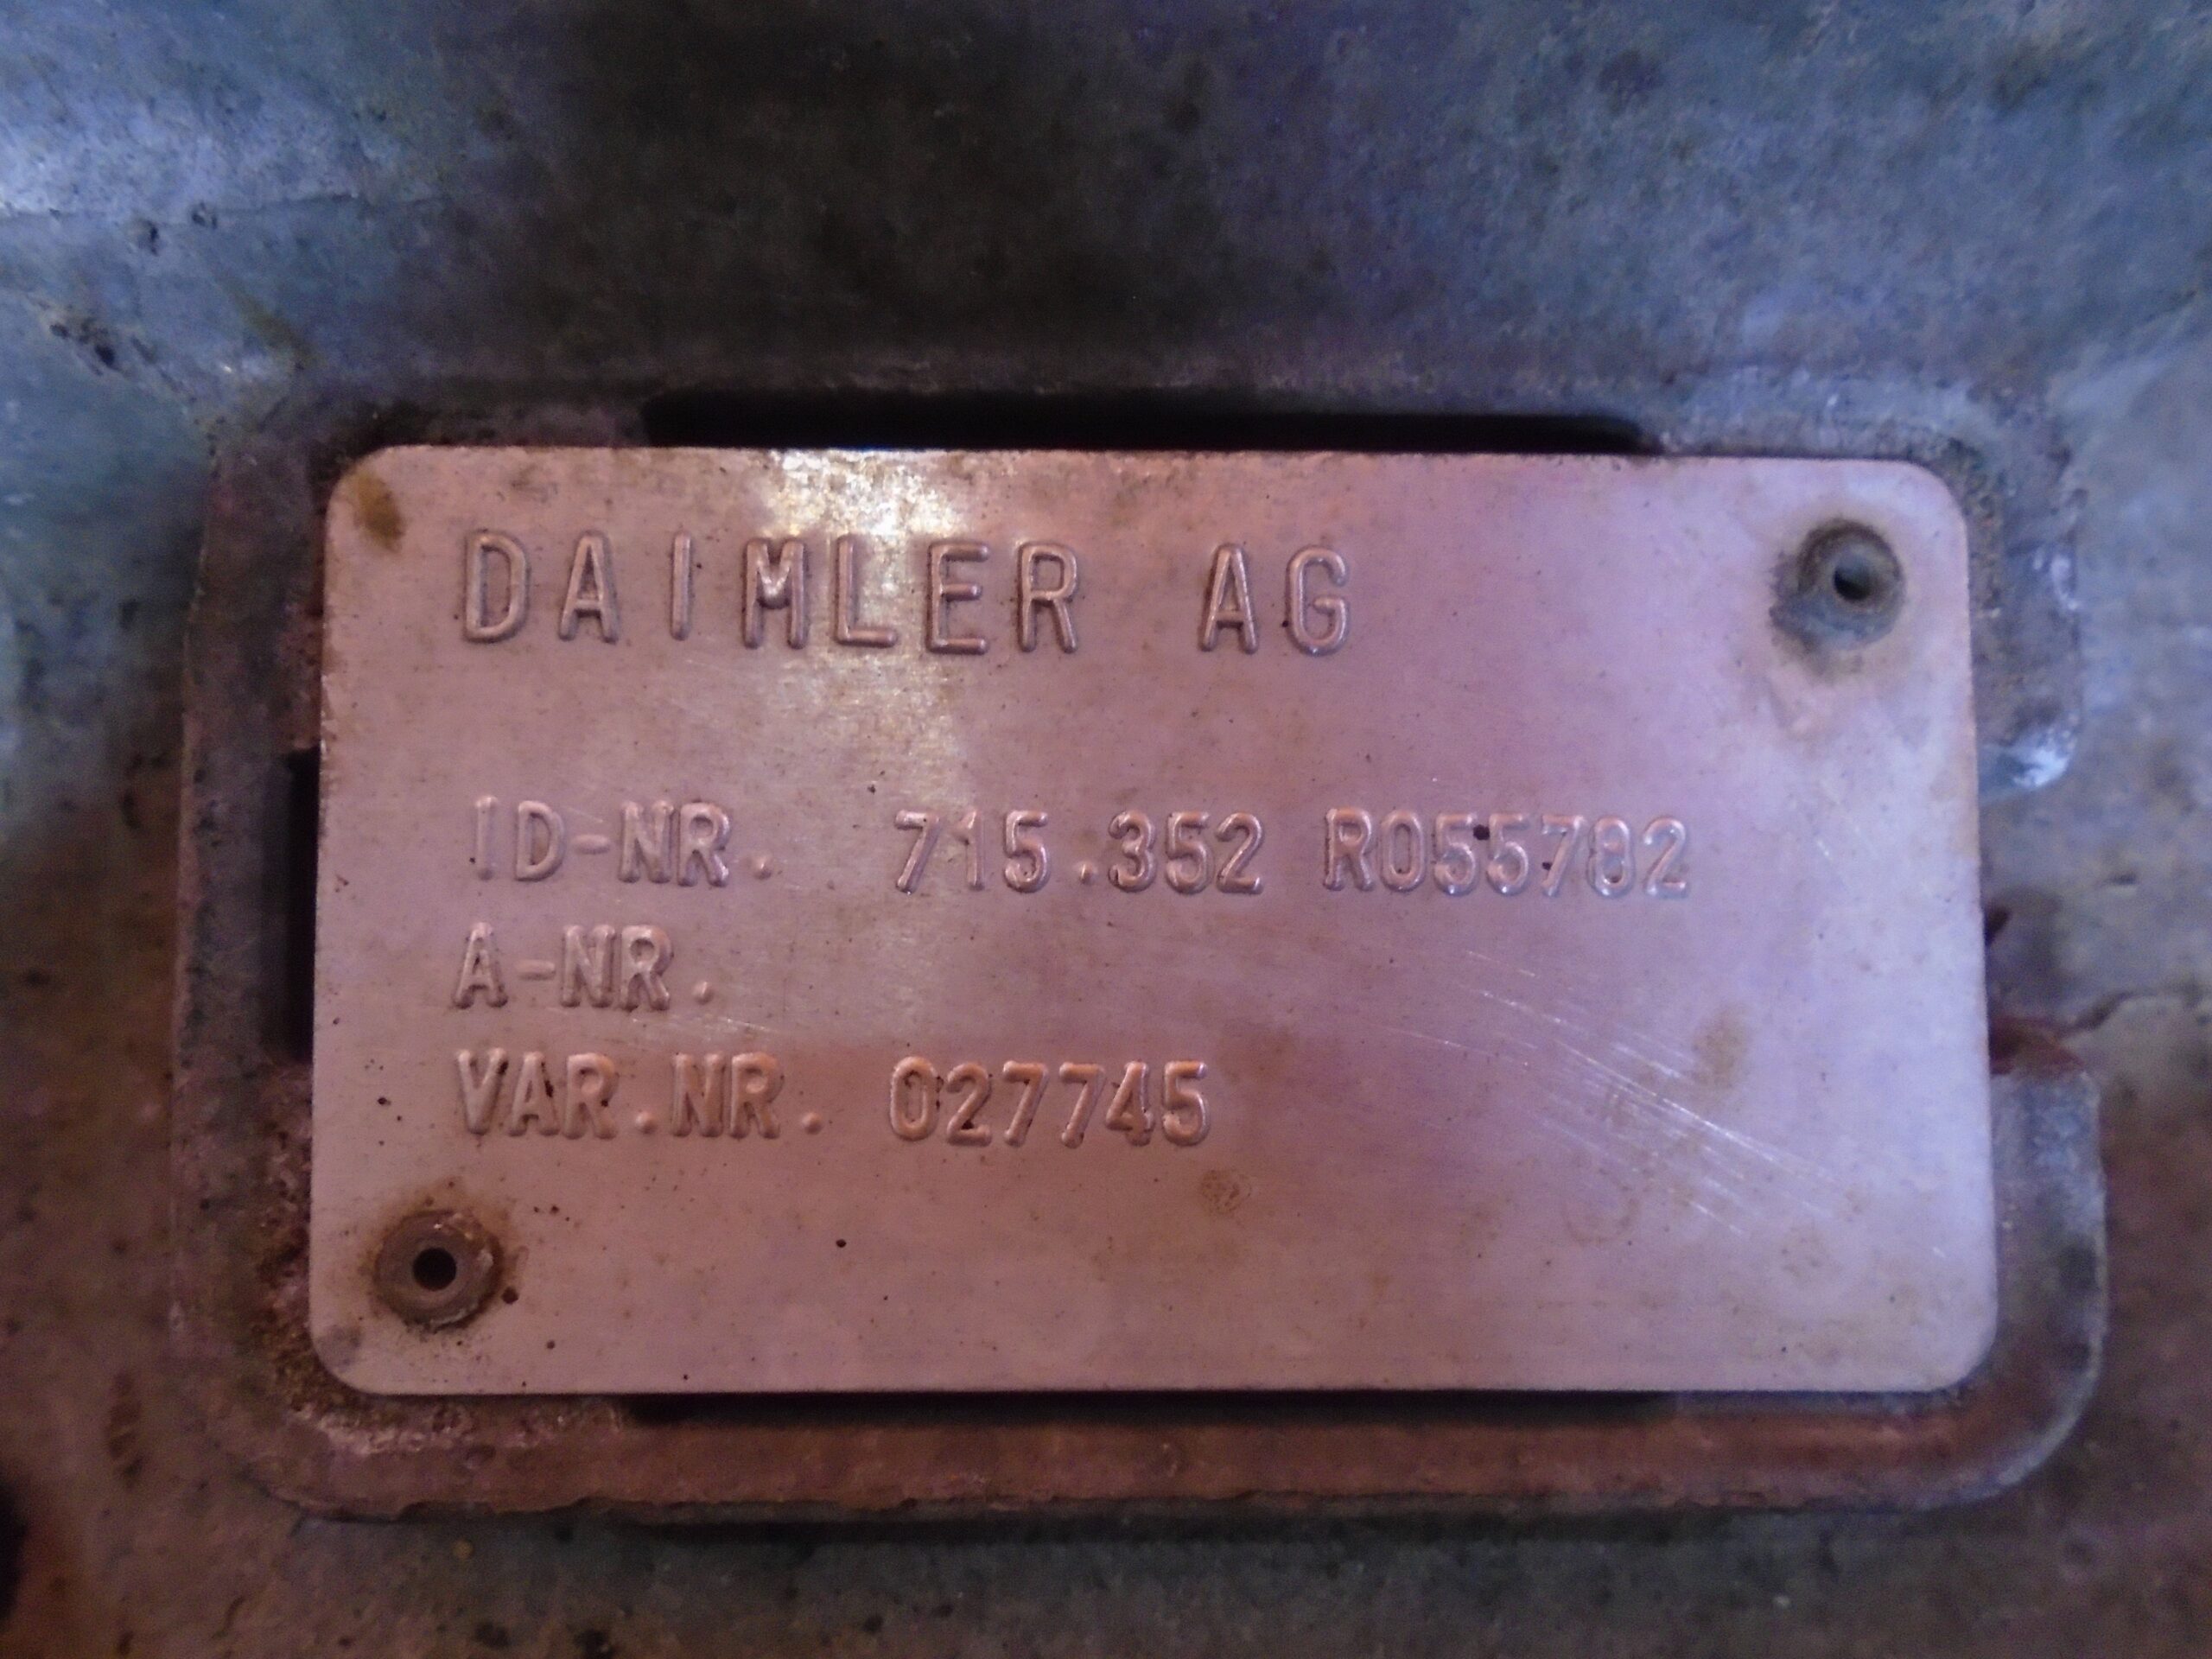 DAIMLER AG
ID-NR. 715.352 R055782
A-NR.
VAR.NR. 027745